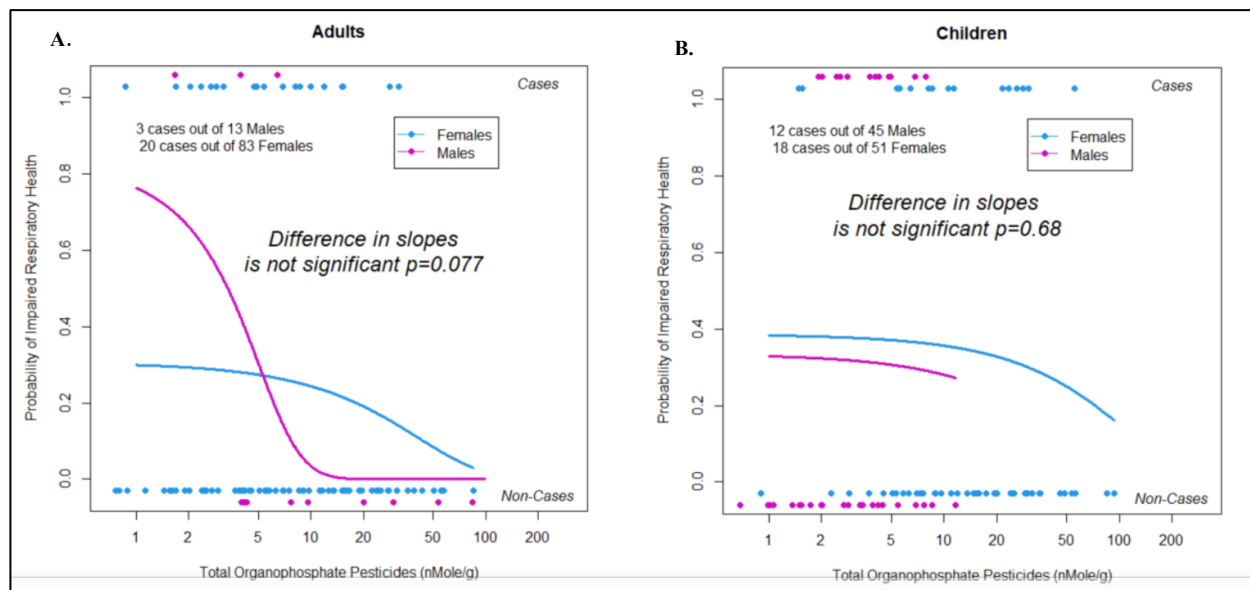 A.
Adults
Probability of Impaired Respiratory Health
1.0
0.8
0.6
0.4
0.2
0.0
Cases
3 cases out of 13 Males
20 cases out of 83 Females
Females
Males
Difference in slopes
is not significant p=0.077
Non-Cases
1 2 5 10 20 50 100 200
Total Organophosphate Pesticides (nMole/g)
B.
Children
Probability of Impaired Respiratory Health
1.0
0.8
0.6
0.4
0.2
0.0
Cases
12 cases out of 45 Males
18 cases out of 51 Females
Females
Males
Difference in slopes
is not significant p=0.68
Non-Cases
1 2 5 10 20 50 100 200
Total Organophosphate Pesticides (nMole/g)